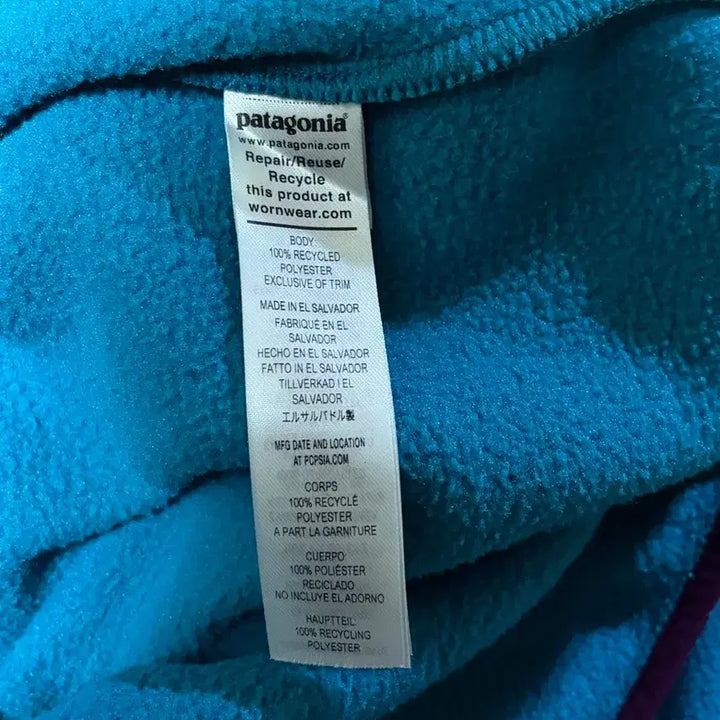 patagonia®
www.patagonia.com
Repair/Reuse/
Recycle
this product at
wornwear.com
BODY:
100% RECYCLED
POLYESTER
EXCLUSIVE OF TRIM
MADE IN EL SALVADOR
FABRIQUÉ EN EL
SALVADOR
HECHO EN EL SALVADOR
FATTO IN EL SALVADOR
TILLVERKAD I EL
SALVADOR
エルサルバドル製
MFG DATE AND LOCATION
AT PCPSIA.COM
CORPS
100% RECYCLÉ
POLYESTER
A PART LA GARNITURE
CUERPO:
100% POLIÉSTER
RECICLADO
NO INCLUYE EL ADORNO
HAUPTTEIL:
100% RECYCLING
POLYESTER